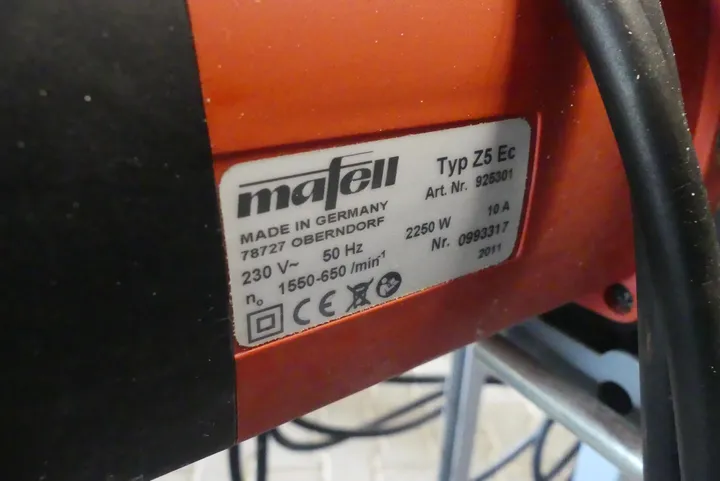 mafell
Typ Z5 Ec
Art. Nr. 925301
MADE IN GERMANY
78727 OBERNDORF
230 V~ 50 Hz
2250 W 10 A
n₀ 1550-650 /min⁻¹
Nr. 0993317
2011
CE